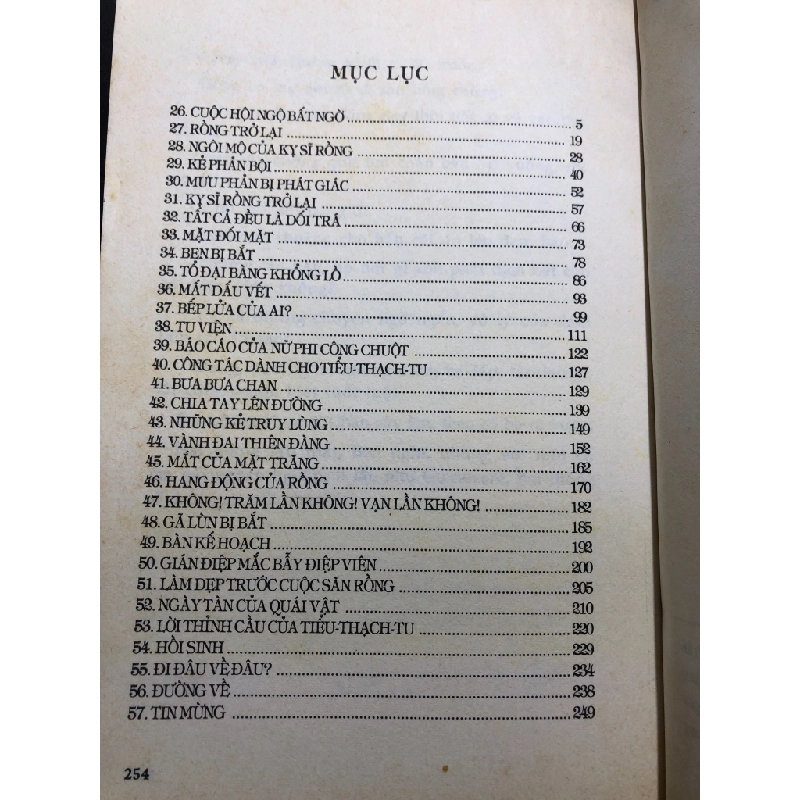 MỤC LỤC
26. CUỘC HỘI NGỘ BẤT NGỜ 5
27. RỒNG TRỞ LẠI 19
28. NGÔI MỘ CỦA KỴ SĨ RỒNG 28
29. KẺ PHẢN BỘI 40
30. MƯU PHẢN BỊ PHÁT GIÁC 52
31. KỴ SĨ RỒNG TRỞ LẠI 57
32. TẤT CẢ ĐỀU LÀ DỐI TRÁ 66
33. MẶT ĐỐI MẶT 73
34. BEN BỊ BẮT 78
35. TỔ ĐẠI BÀNG KHỔNG LỒ 86
36. MẤT DẤU VẾT 93
37. BẾP LỬA CỦA AI? 99
38. TU VIỆN 111
39. BÁO CÁO CỦA NỮ PHI CÔNG CHUỘT 122
40. CÔNG TÁC DÀNH CHO TIỂU-THẠCH-TU 127
41. BƯA BƯA CHAN 129
42. CHIA TAY LÊN ĐƯỜNG 139
43. NHỮNG KẺ TRUY LÙNG 149
44. VÀNH ĐAI THIÊN ĐÀNG 152
45. MẮT CỦA MẶT TRĂNG 162
46. HANG ĐỘNG CỦA RỒNG 170
47. KHÔNG! TRĂM LẦN KHÔNG! VẠN LẦN KHÔNG! 182
48. GÃ LÙN BỊ BẮT 185
49. BÀN KẾ HOẠCH 192
50. GIÁN ĐIỆP MẮC BẪY ĐIỆP VIÊN 200
51. LÀM DẸP TRƯỚC CUỘC SĂN RỒNG 205
52. NGÀY TÀN CỦA QUÁI VẬT 210
53. LỜI THỈNH CẦU CỦA TIỂU-THẠCH-TU 220
54. HỒI SINH 229
55. ĐI ĐÂU VỀ ĐÂU? 234
56. ĐƯỜNG VỀ 238
57. TIN MỪNG 249
254